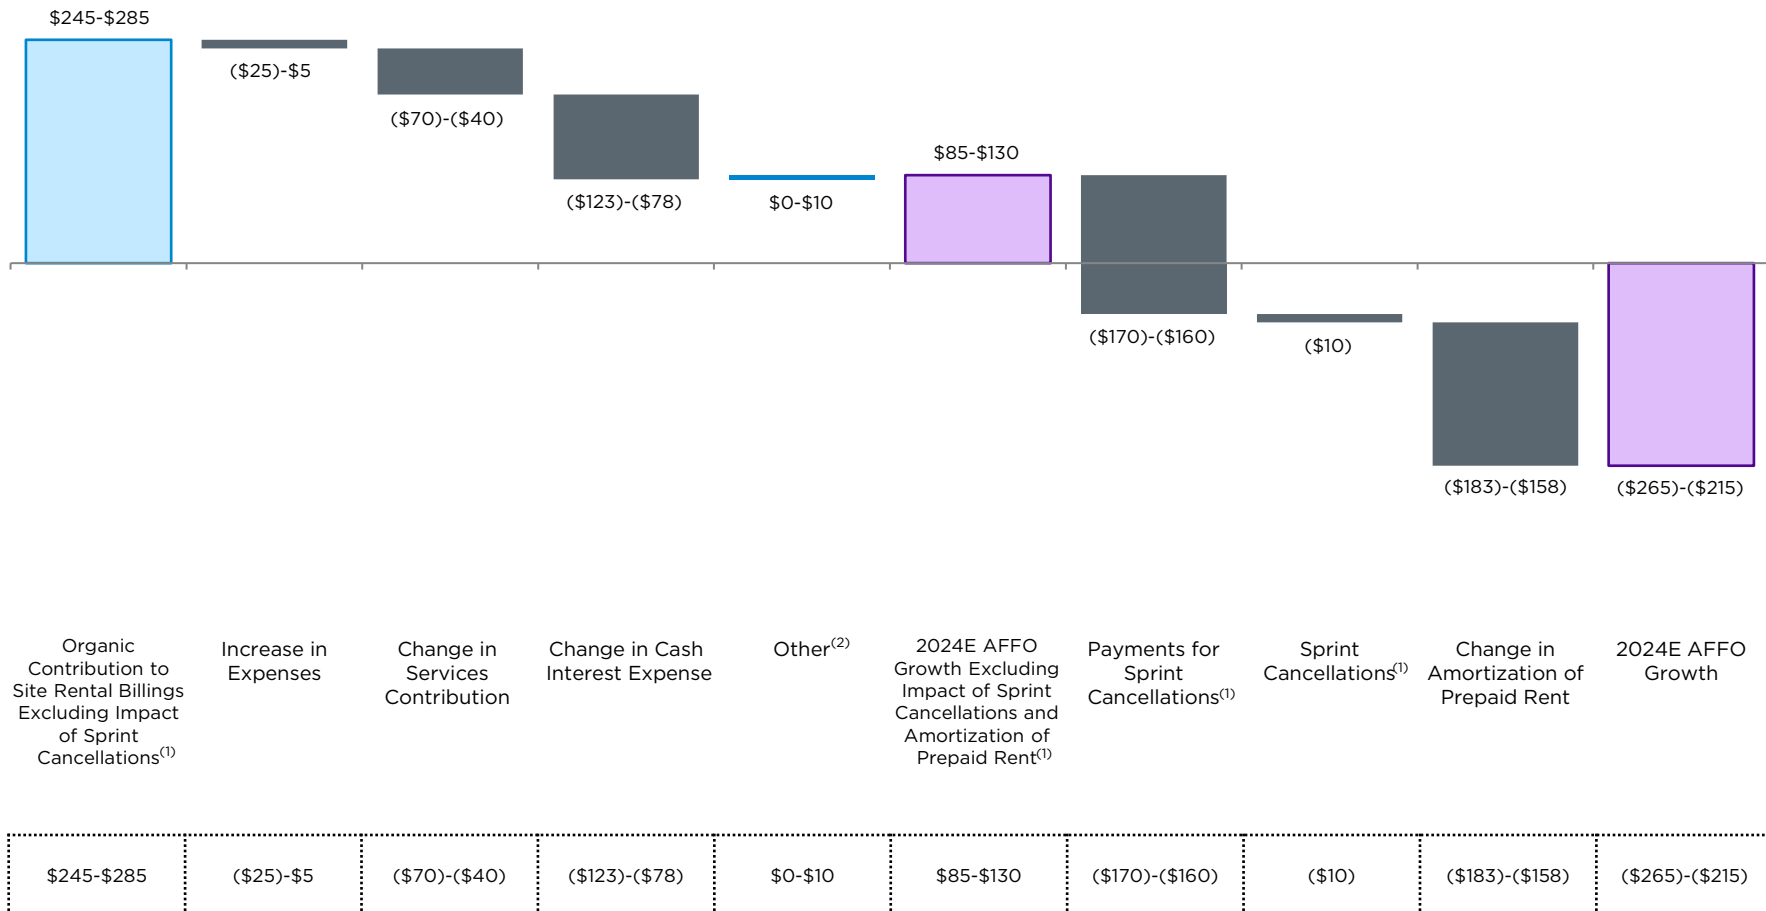 $245-$285
($25)-$5
($70)-($40)
($123)-($78)
$0-$10
$85-$130
($170)-($160)
($10)
($183)-($158)
($265)-($215)
Organic
Contribution to
Site Rental Billings
Excluding Impact
of Sprint
Cancellations(1)
Increase in
Expenses
Change in
Services
Contribution
Change in Cash
Interest Expense
Other(2)
2024E AFFO
Growth Excluding
Impact of Sprint
Cancellations and
Amortization of
Prepaid Rent(1)
Payments for
Sprint
Cancellations(1)
Sprint
Cancellations(1)
Change in
Amortization of
Prepaid Rent
2024E AFFO
Growth
$245-$285
($25)-$5
($70)-($40)
($123)-($78)
$0-$10
$85-$130
($170)-($160)
($10)
($183)-($158)
($265)-($215)